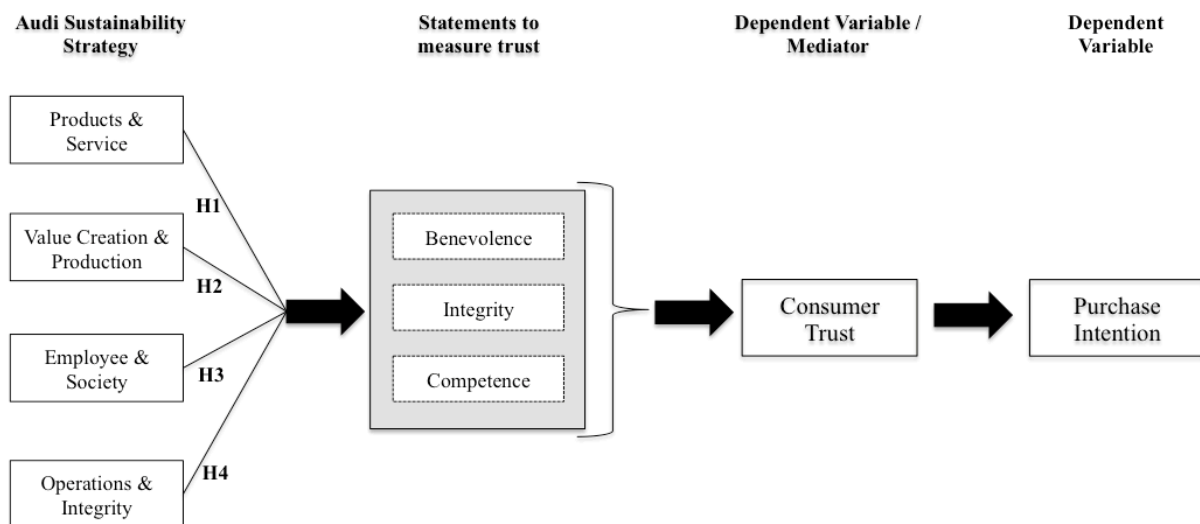 Audi Sustainability
Strategy
Statements to
measure trust
Dependent Variable /
Mediator
Dependent
Variable
Products &
Service
H1
Value Creation &
Production
H2
Employee &
Society
H3
Operations &
Integrity
H4
Benevolence
Integrity
Competence
Consumer
Trust
Purchase
Intention